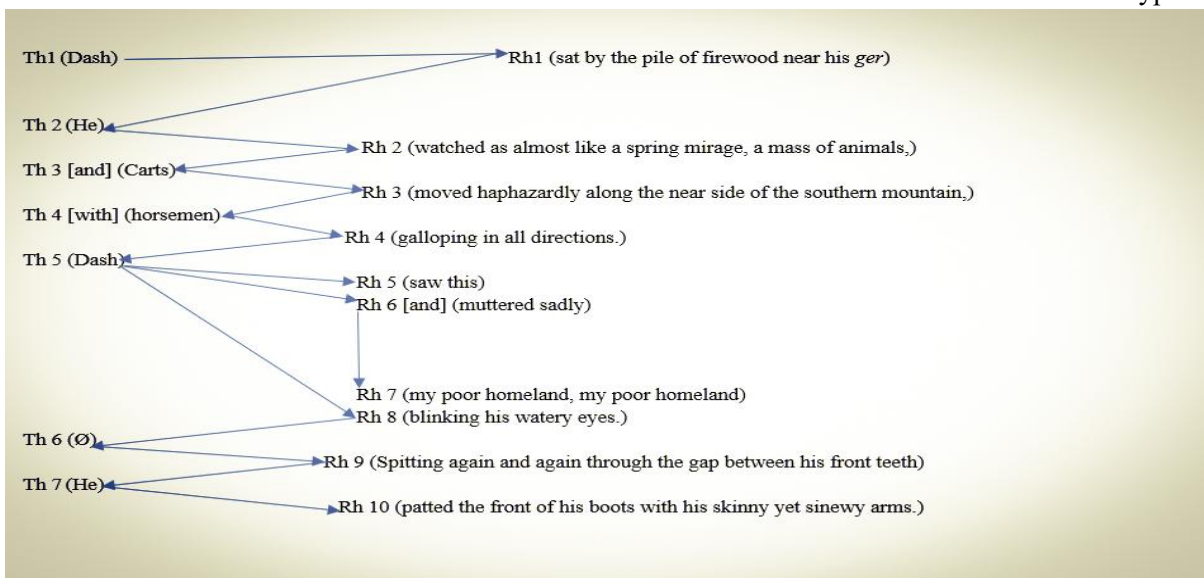 Th1 (Dash)
Rh1 (sat by the pile of firewood near his ger)
Th 2 (He)
Rh 2 (watched as almost like a spring mirage, a mass of animals,)
Th 3 [and] (Carts)
Rh 3 (moved haphazardly along the near side of the southern mountain,)
Th 4 [with] (horsemen)
Rh 4 (galloping in all directions.)
Th 5 (Dash)
Rh 5 (saw this)
Rh 6 [and] (muttered sadly)
Rh 7 (my poor homeland, my poor homeland)
Rh 8 (blinking his watery eyes.)
Th 6 (Ø)
Rh 9 (Spitting again and again through the gap between his front teeth)
Th 7 (He)
Rh 10 (patted the front of his boots with his skinny yet sinewy arms.)